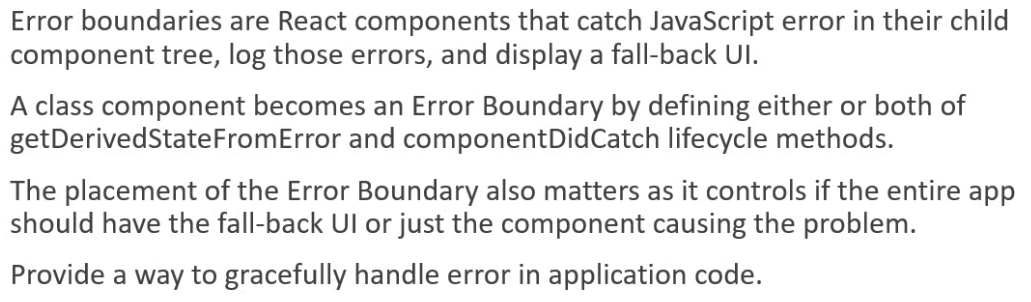 Error boundaries are React components that catch JavaScript error in their child
component tree, log those errors, and display a fall-back UI.
A class component becomes an Error Boundary by defining either or both of
getDerivedStateFromError and componentDidCatch lifecycle methods.
The placement of the Error Boundary also matters as it controls if the entire app
should have the fall-back UI or just the component causing the problem.
Provide a way to gracefully handle error in application code.